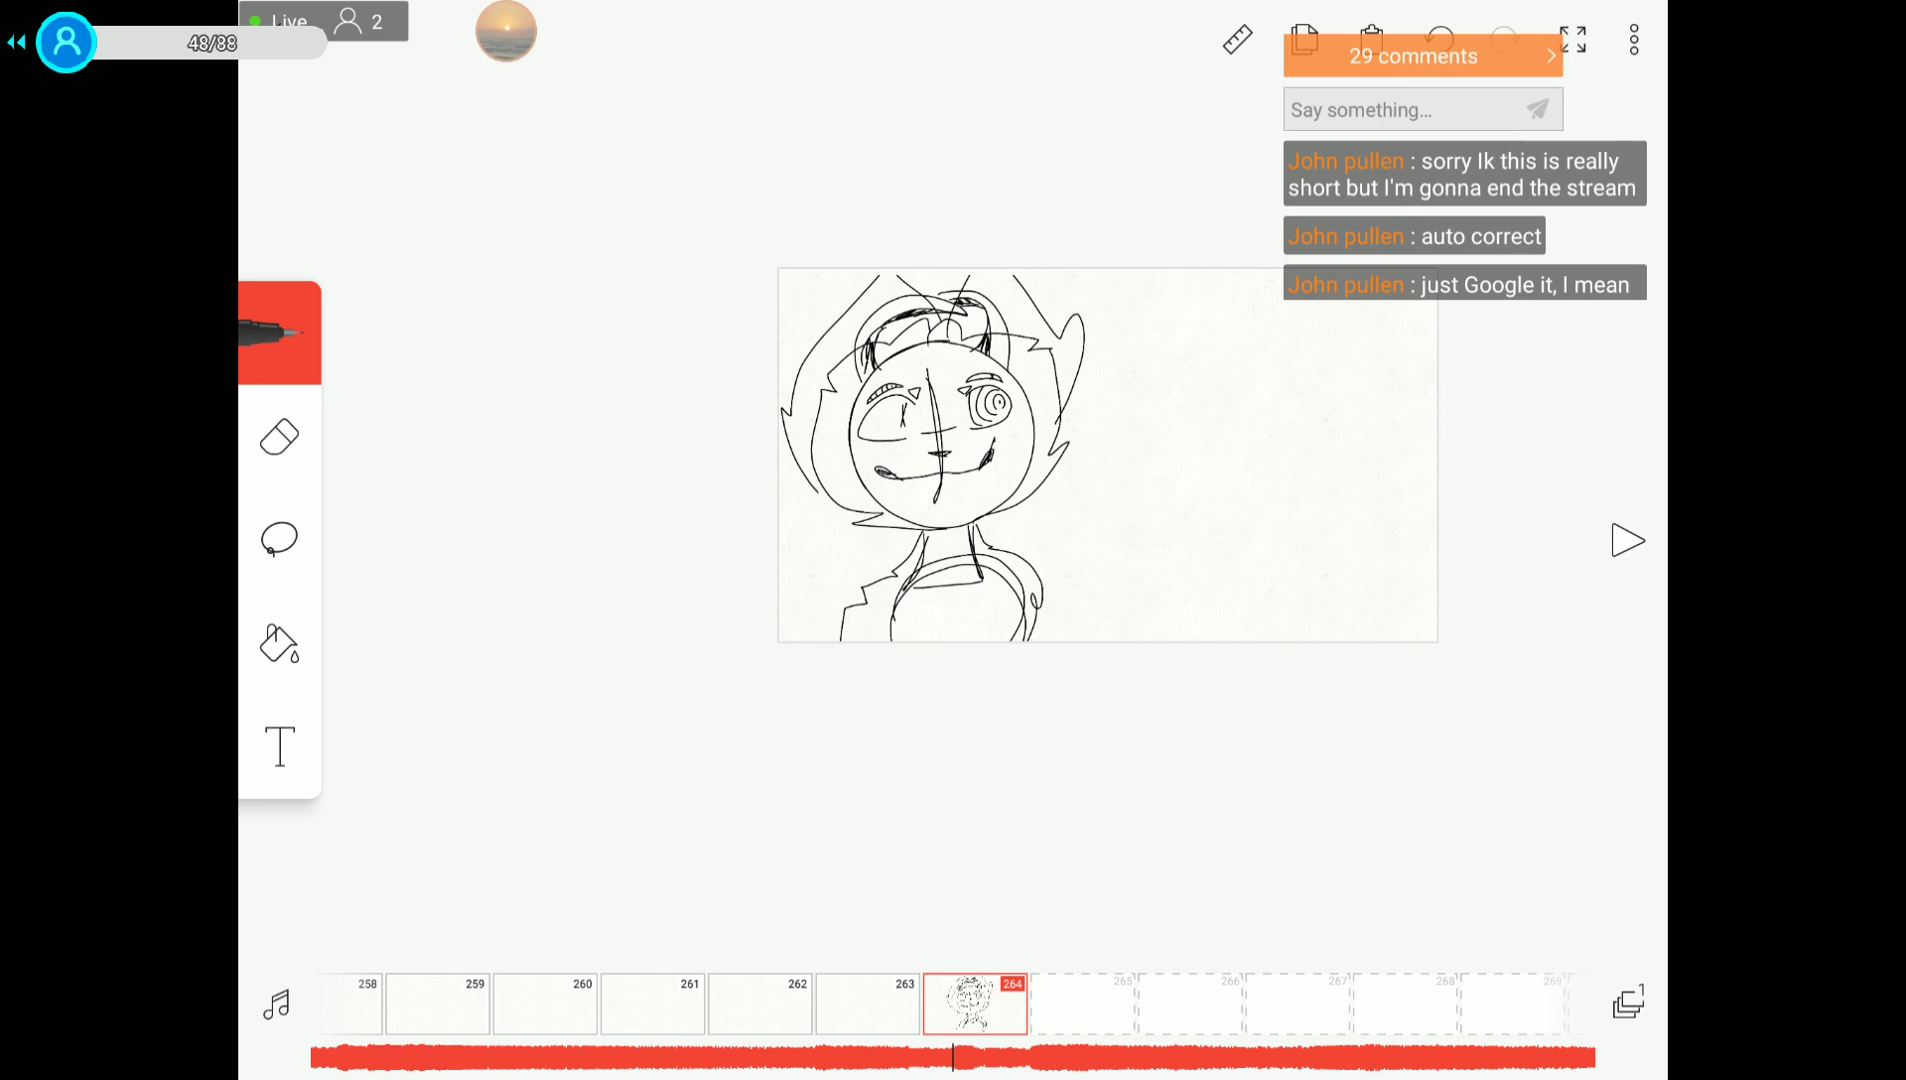 Live 2
48/88
29 comments
Say something...
John pullen : sorry Ik this is really
short but I'm gonna end the stream
John pullen : auto correct
John pullen : just Google it, I mean
T
258 259 260 261 262 263 264 265 266 267 268 269
1